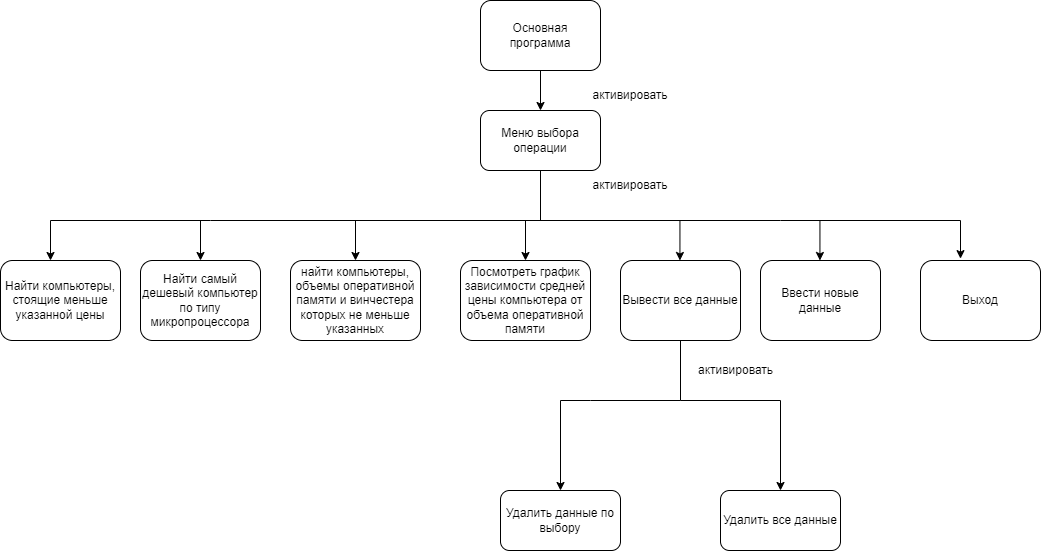 Основная
программа
активировать
Меню выбора
операции
активировать
Найти компьютеры,
стоящие меньше
указанной цены
Найти самый
дешевый компьютер
по типу
микропроцессора
найти компьютеры,
объемы оперативной
памяти и винчестера
которых не меньше
указанных
Посмотреть график
зависимости средней
цены компьютера от
объема оперативной
памяти
Вывести все данные
Ввести новые
данные
Выход
активировать
Удалить данные по
выбору
Удалить все данные